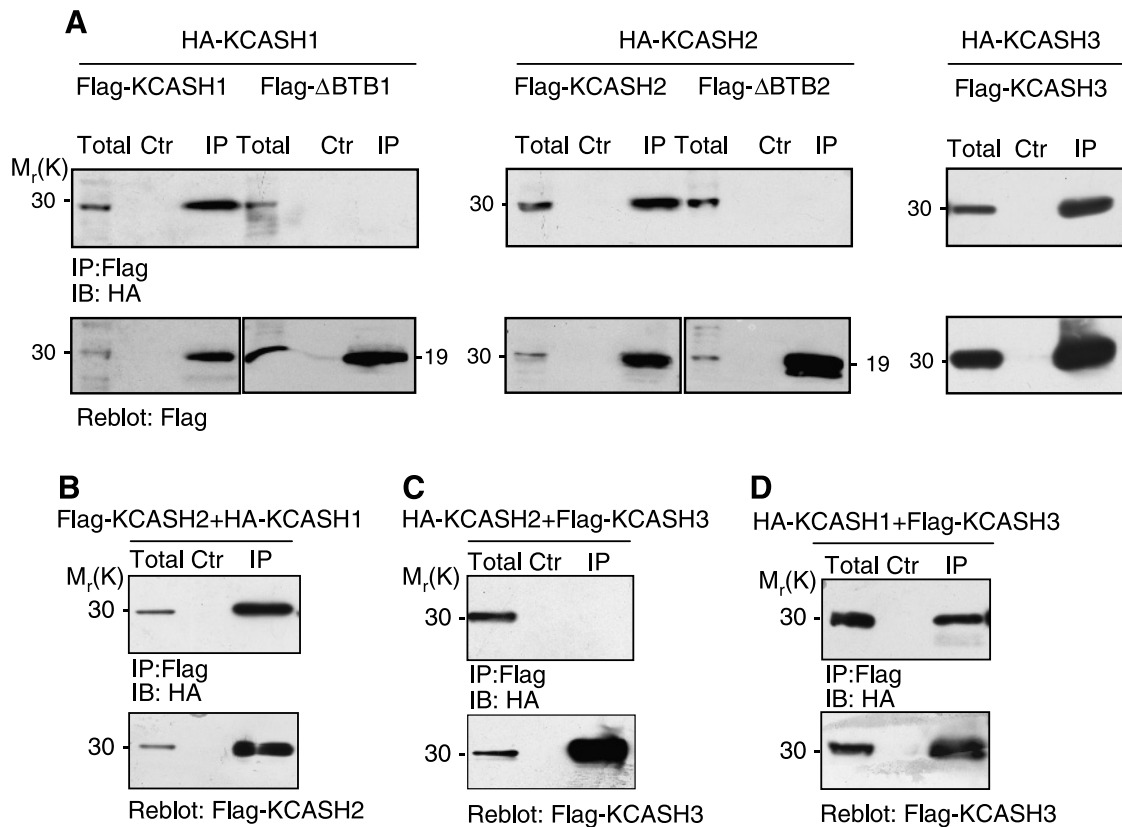 A
HA-KCASH1
HA-KCASH2
HA-KCASH3
Flag-KCASH1 Flag-ΔBTB1
Flag-KCASH2 Flag-ΔBTB2
Flag-KCASH3
Total Ctr IP Total Ctr IP
Total Ctr IP Total Ctr IP
Total Ctr IP
Mr(K)
30
30
30
IP:Flag
IB: HA
30
19
30
19
30
Reblot: Flag
B
Flag-KCASH2+HA-KCASH1
Total Ctr IP
Mr(K)
30
IP:Flag
IB: HA
30
Reblot: Flag-KCASH2
C
HA-KCASH2+Flag-KCASH3
Total Ctr IP
Mr(K)
30
IP:Flag
IB: HA
30
Reblot: Flag-KCASH3
D
HA-KCASH1+Flag-KCASH3
Total Ctr IP
Mr(K)
30
IP:Flag
IB: HA
30
Reblot: Flag-KCASH3